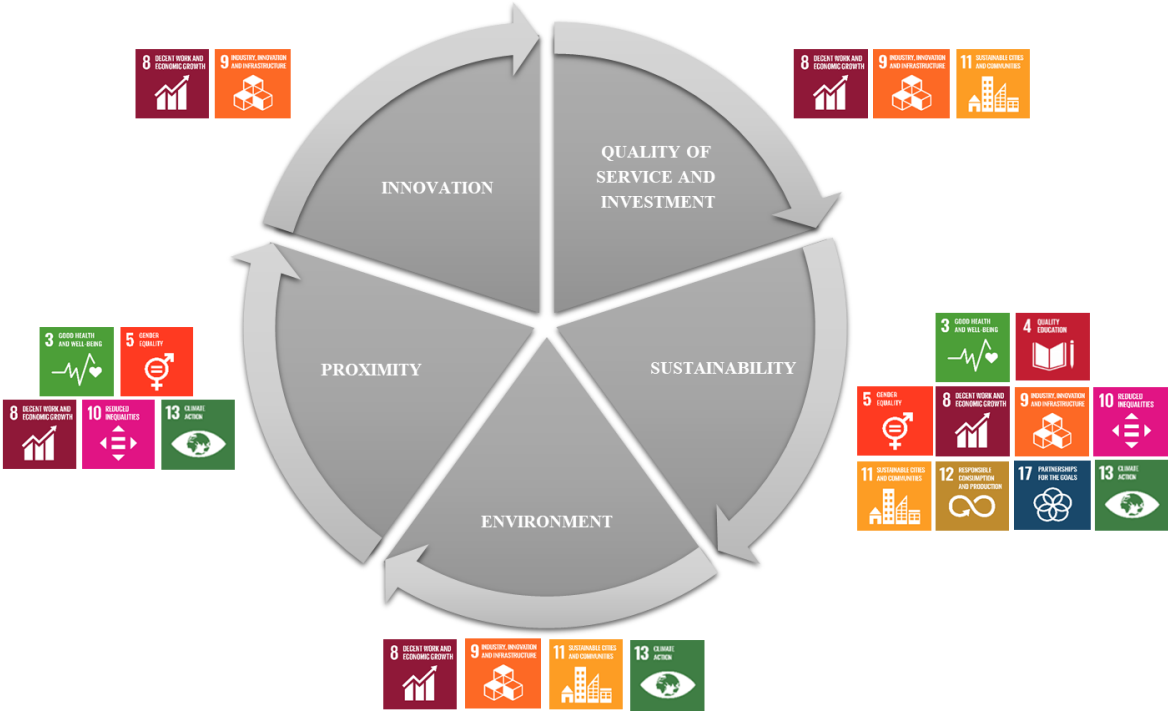 8 DECENT WORK AND
ECONOMIC GROWTH
9 INDUSTRY, INNOVATION
AND INFRASTRUCTURE
8 DECENT WORK AND
ECONOMIC GROWTH
9 INDUSTRY, INNOVATION
AND INFRASTRUCTURE
11 SUSTAINABLE CITIES
AND COMMUNITIES
INNOVATION
QUALITY OF
SERVICE AND
INVESTMENT
3 GOOD HEALTH
AND WELL-BEING
5 GENDER
EQUALITY
8 DECENT WORK AND
ECONOMIC GROWTH
10 REDUCED
INEQUALITIES
13 CLIMATE
ACTION
PROXIMITY
SUSTAINABILITY
3 GOOD HEALTH
AND WELL-BEING
4 QUALITY
EDUCATION
5 GENDER
EQUALITY
8 DECENT WORK AND
ECONOMIC GROWTH
9 INDUSTRY, INNOVATION
AND INFRASTRUCTURE
10 REDUCED
INEQUALITIES
11 SUSTAINABLE CITIES
AND COMMUNITIES
12 RESPONSIBLE
CONSUMPTION
AND PRODUCTION
17 PARTNERSHIPS
FOR THE GOALS
13 CLIMATE
ACTION
ENVIRONMENT
8 DECENT WORK AND
ECONOMIC GROWTH
9 INDUSTRY, INNOVATION
AND INFRASTRUCTURE
11 SUSTAINABLE CITIES
AND COMMUNITIES
13 CLIMATE
ACTION